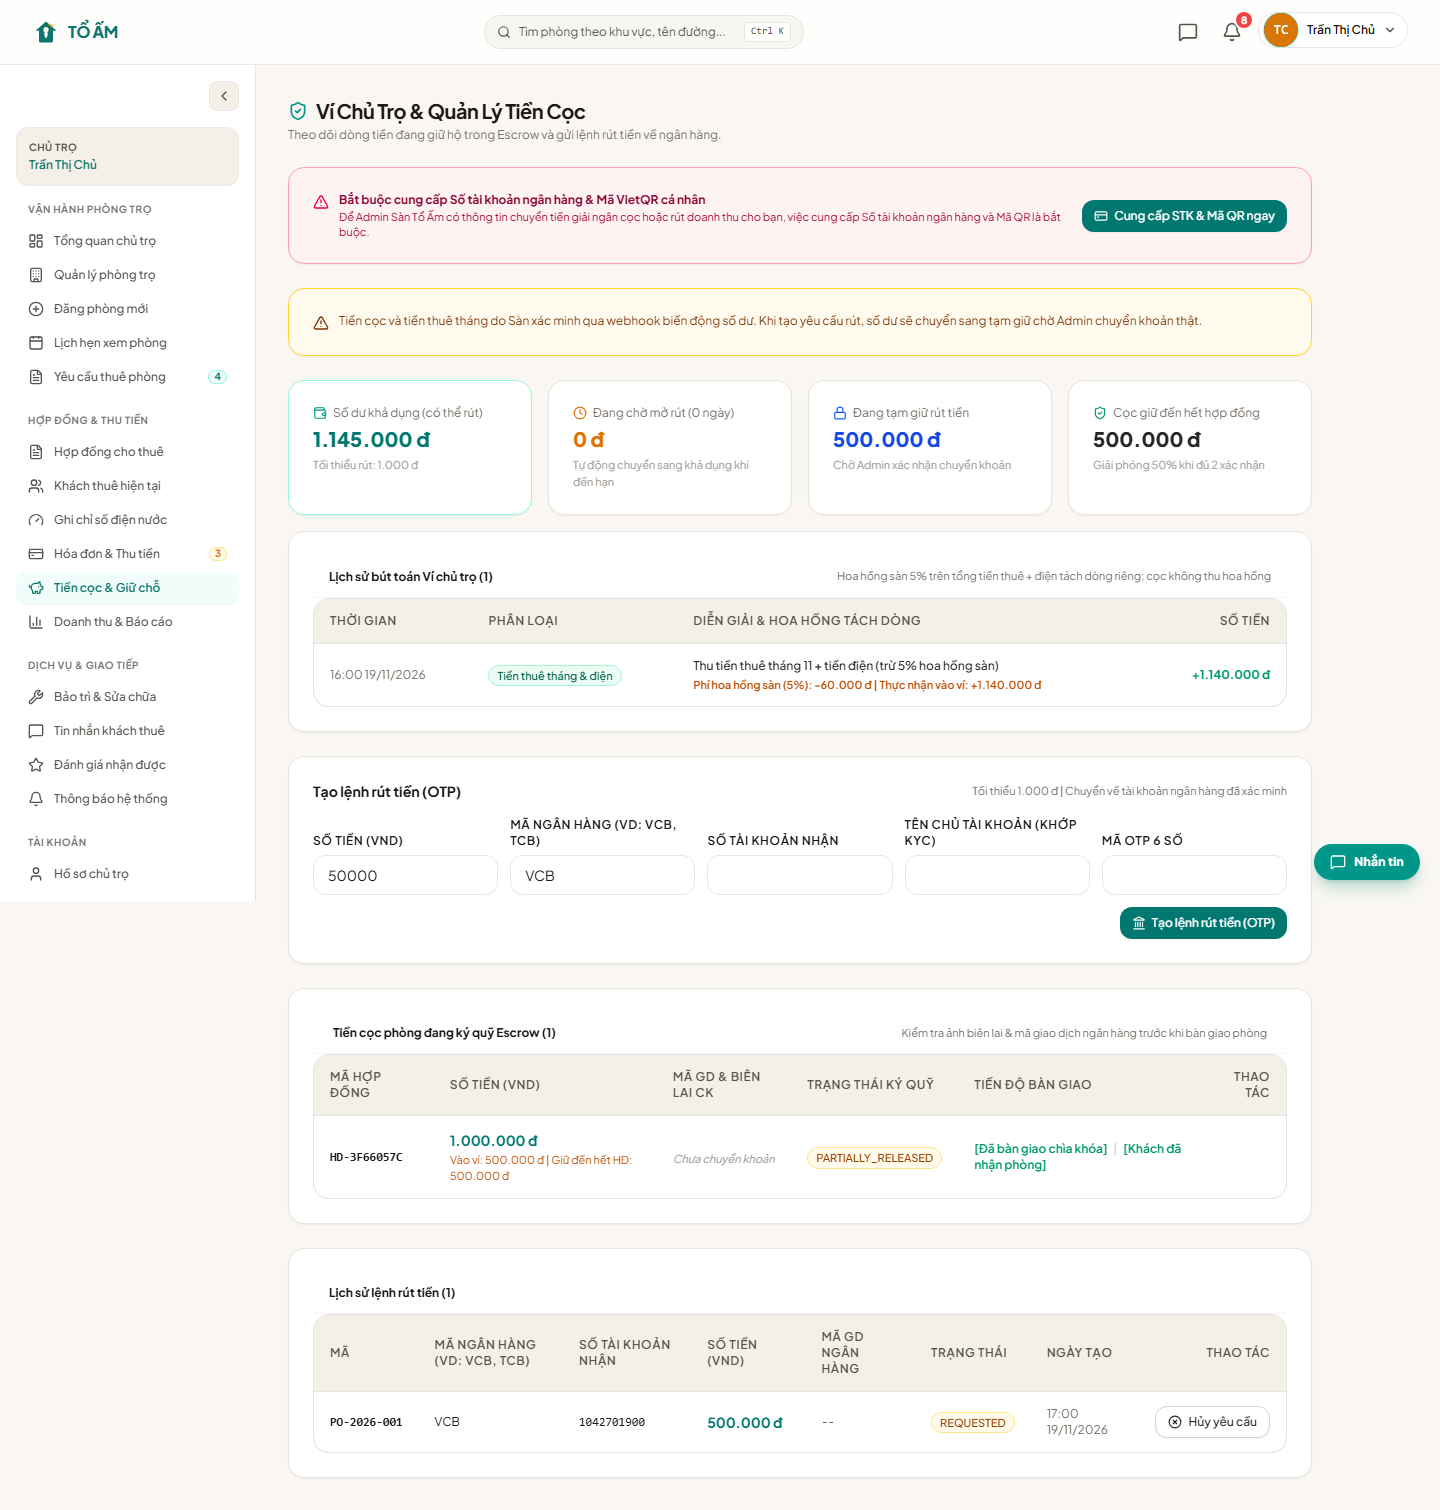 TỔ ẤM
Tìm phòng theo khu vực, tên đường...
Ctrl K
8
TC
Trần Thị Chủ
CHỦ TRỌ
Trần Thị Chủ
VẬN HÀNH PHÒNG TRỌ
Tổng quan chủ trọ
Quản lý phòng trọ
Đăng phòng mới
Lịch hẹn xem phòng
Yêu cầu thuê phòng
4
HỢP ĐỒNG & THU TIỀN
Hợp đồng cho thuê
Khách thuê hiện tại
Ghi chỉ số điện nước
Hóa đơn & Thu tiền
3
Tiền cọc & Giữ chỗ
Doanh thu & Báo cáo
DỊCH VỤ & GIAO TIẾP
Bảo trì & Sửa chữa
Tin nhắn khách thuê
Đánh giá nhận được
Thông báo hệ thống
TÀI KHOẢN
Hồ sơ chủ trọ
Ví Chủ Trọ & Quản Lý Tiền Cọc
Theo dõi dòng tiền đang giữ hộ trong Escrow và gửi lệnh rút tiền về ngân hàng.
Bắt buộc cung cấp Số tài khoản ngân hàng & Mã VietQR cá nhân
Để Admin Sàn Tổ Ấm có thông tin chuyển tiền giải ngân cọc hoặc rút doanh thu cho bạn, việc cung cấp Số tài khoản ngân hàng và Mã QR là bắt
buộc.
Cung cấp STK & Mã QR ngay
Tiền cọc và tiền thuê tháng do Sàn xác minh qua webhook biến động số dư. Khi tạo yêu cầu rút, số dư sẽ chuyển sang tạm giữ chờ Admin chuyển khoản thật.
Số dư khả dụng (có thể rút)
1.145.000 đ
Tối thiểu rút: 1.000 đ
Đang chờ mở rút (0 ngày)
0 đ
Tự động chuyển sang khả dụng khi
đến hạn
Đang tạm giữ rút tiền
500.000 đ
Chờ Admin xác nhận chuyển khoản
Cọc giữ đến hết hợp đồng
500.000 đ
Giải phóng 50% khi đủ 2 xác nhận
Lịch sử bút toán Ví chủ trọ (1)
Hoa hồng sàn 5% trên tổng tiền thuê + điện tách dòng riêng; cọc không thu hoa hồng
THỜI GIAN
PHÂN LOẠI
DIỄN GIẢI & HOA HỒNG TÁCH DÒNG
SỐ TIỀN
16:00 19/11/2026
Tiền thuê tháng & điện
Thu tiền thuê tháng 11 + tiền điện (trừ 5% hoa hồng sàn)
Phí hoa hồng sàn (5%): -60.000 đ | Thực nhận vào ví: +1.140.000 đ
+1.140.000 đ
Tạo lệnh rút tiền (OTP)
Tối thiểu 1.000 đ | Chuyển về tài khoản ngân hàng đã xác minh
SỐ TIỀN (VND)
MÃ NGÂN HÀNG (VD: VCB,
TCB)
SỐ TÀI KHOẢN NHẬN
TÊN CHỦ TÀI KHOẢN (KHỚP
KYC)
MÃ OTP 6 SỐ
50000
VCB
Tạo lệnh rút tiền (OTP)
Nhắn tin
Tiền cọc phòng đang ký quỹ Escrow (1)
Kiểm tra ảnh biên lai & mã giao dịch ngân hàng trước khi bàn giao phòng
MÃ HỢP
ĐỒNG
SỐ TIỀN (VND)
MÃ GD & BIÊN
LAI CK
TRẠNG THÁI KÝ QUỸ
TIẾN ĐỘ BÀN GIAO
THAO
TÁC
HD-3F66057C
1.000.000 đ
Vào ví: 500.000 đ | Giữ đến hết HĐ:
500.000 đ
Chưa chuyển khoản
PARTIALLY_RELEASED
[Đã bàn giao chìa khóa] | [Khách đã
nhận phòng]
Lịch sử lệnh rút tiền (1)
MÃ
MÃ NGÂN HÀNG
(VD: VCB, TCB)
SỐ TÀI KHOẢN
NHẬN
SỐ TIỀN
(VND)
MÃ GD
NGÂN
HÀNG
TRẠNG THÁI
NGÀY TẠO
THAO TÁC
PO-2026-001
VCB
1042701900
500.000 đ
--
REQUESTED
17:00
19/11/2026
Hủy yêu cầu